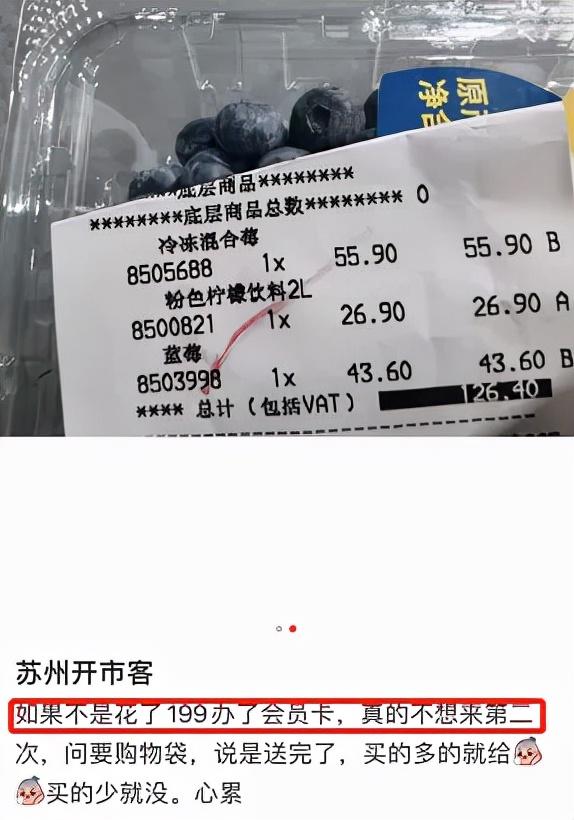 原
净含
****底层商品********
********底层商品总数******** 0
冷冻混合莓
8505688 1x 55.90 55.90 B
粉色柠檬饮料2L
8500821 1x 26.90 26.90 A
蓝莓
8503998 1x 43.60 43.60 B
**** 总计（包括VAT） 126.40
苏州开市客
如果不是花了199办了会员卡，真的不想来第二
次，问要购物袋，说是送完了，买的多的就给
买的少就没。心累